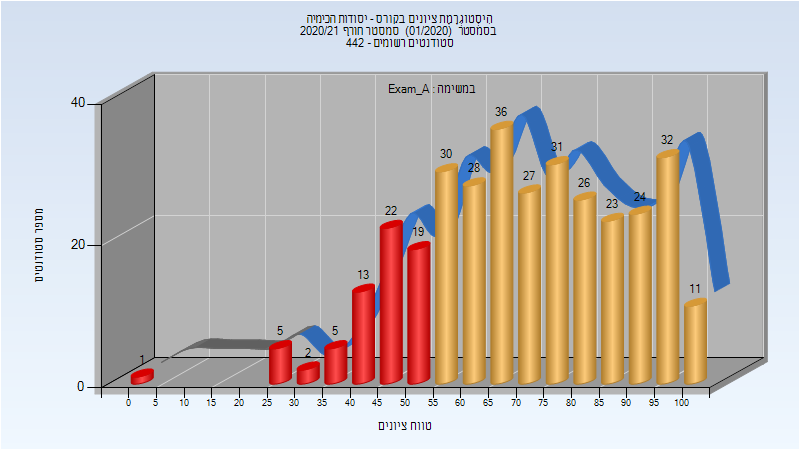 היסטוגרמת ציונים בקורס - יסודות הכימיה
בסמסטר (01/2020) סמסטר חורף 2020/21
סטודנטים רשומים - 442
במשימה : Exam_A
מספר סטודנטים
40
20
0
1
5
2
5
13
22
19
30
28
36
27
31
26
23
24
32
11
0 5 10 15 20 25 30 35 40 45 50 55 60 65 70 75 80 85 90 95 100
טווח ציונים